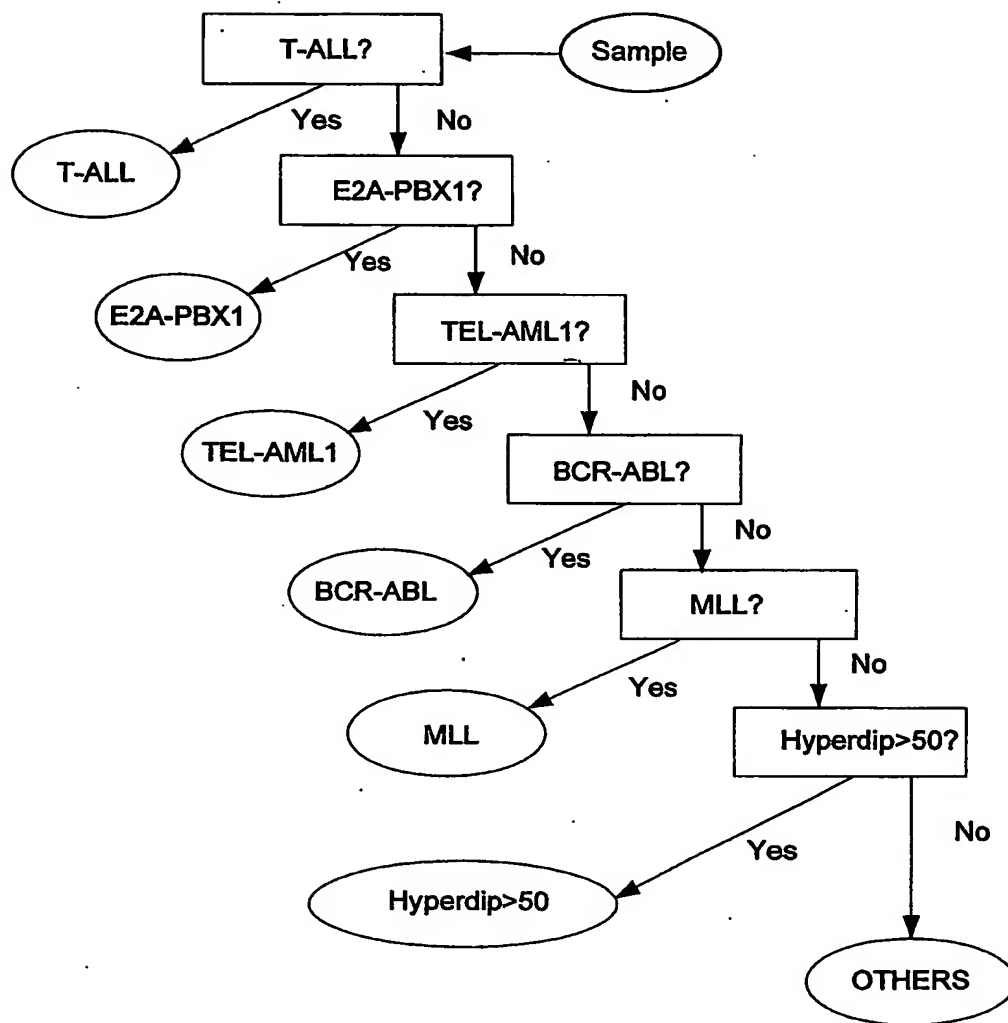 T-ALL?
Sample
Yes
No
T-ALL
E2A-PBX1?
Yes
No
E2A-PBX1
TEL-AML1?
Yes
No
TEL-AML1
BCR-ABL?
Yes
No
BCR-ABL
MLL?
Yes
No
MLL
Hyperdip>50?
Yes
No
Hyperdip>50
OTHERS